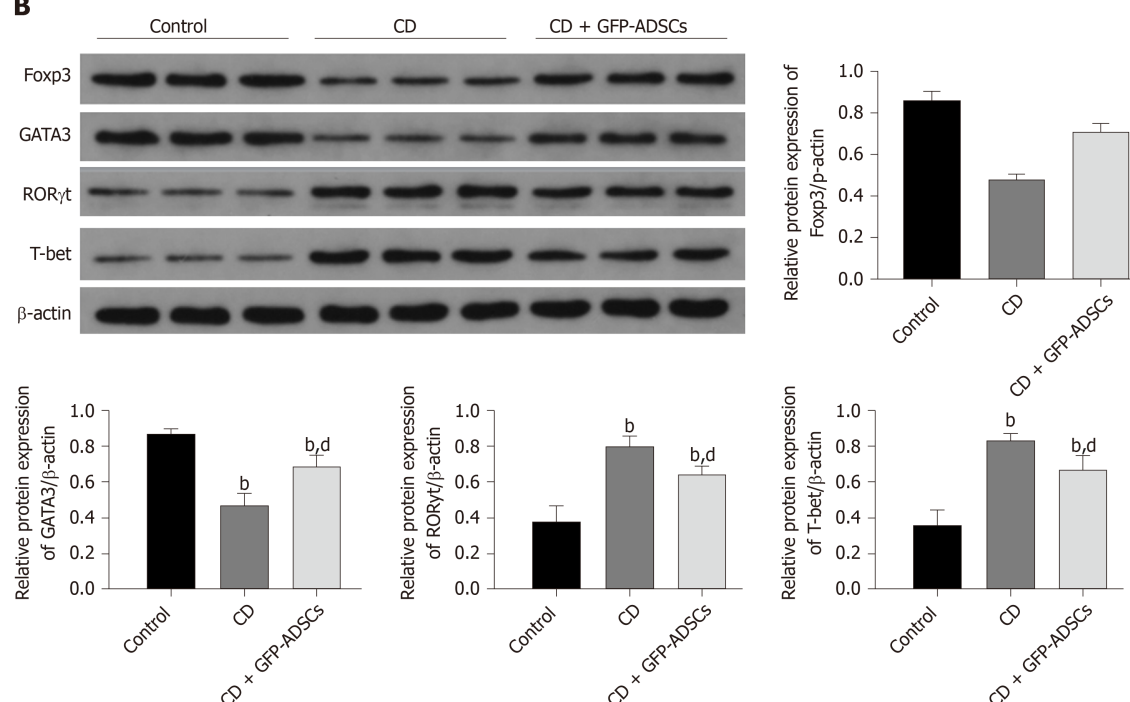 B
Control
CD
CD + GFP-ADSCs
Foxp3
GATA3
RORγt
T-bet
β-actin
Relative protein expression of
Foxp3/p-actin
1.0
0.8
0.6
0.4
0.2
0.0
Control
CD
CD + GFP-ADSCs
Relative protein expression
of GATA3/β-actin
1.0
0.8
0.6
0.4
0.2
0.0
b
b,d
Control
CD
CD + GFP-ADSCs
Relative protein expression
of RORyt/β-actin
1.0
0.8
0.6
0.4
0.2
0.0
b
b,d
Control
CD
CD + GFP-ADSCs
Relative protein expression
of T-bet/β-actin
1.0
0.8
0.6
0.4
0.2
0.0
b
b,d
Control
CD
CD + GFP-ADSCs